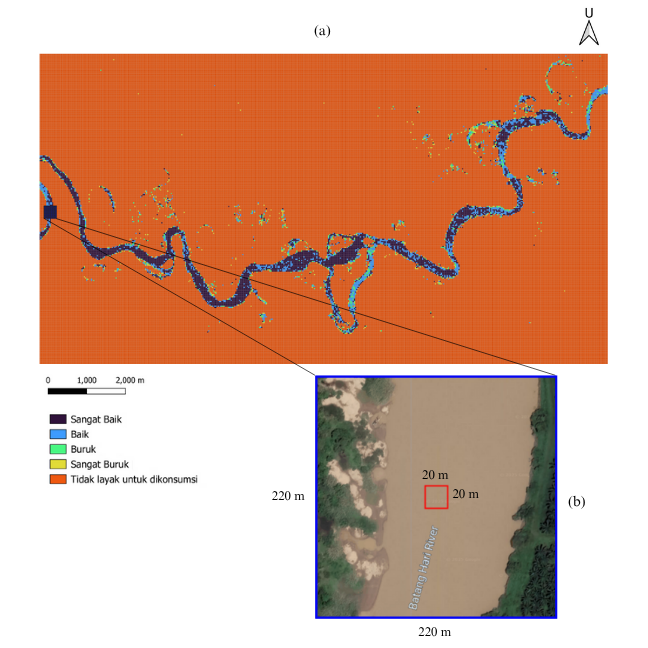 U
(a)
0 1,000 2,000 m
Sangat Baik
Baik
Buruk
Sangat Buruk
Tidak layak untuk dikonsumsi
20 m
20 m
220 m
(b)
Batang Hari River
220 m